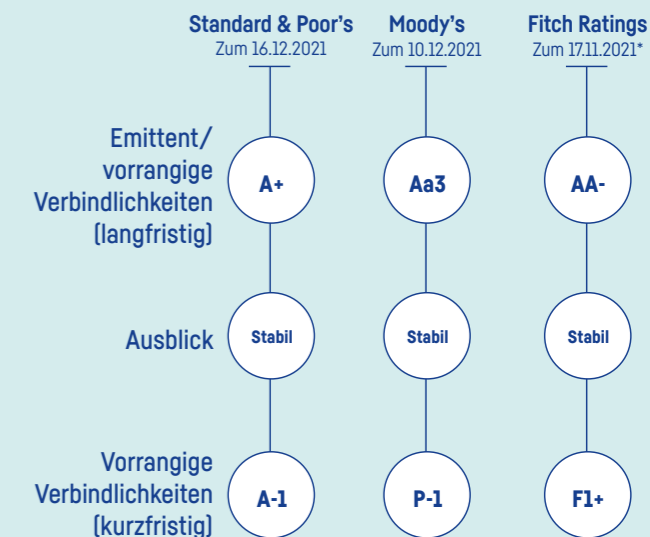 Standard & Poor's Moody's Fitch Ratings
Zum 16.12.2021 Zum 10.12.2021 Zum 17.11.2021*
Emittent/
vorrangige
Verbindlichkeiten
(langfristig)
A+ Aa3 AA-
Ausblick Stabil Stabil Stabil
Vorrangige
Verbindlichkeiten
(kurzfristig)
A-1 P-1 F1+